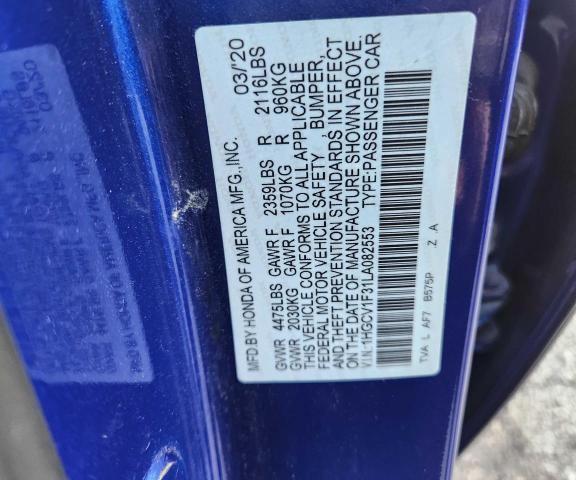 MFD.BY HONDA OF AMERICA MFG.,INC. 03/'20
GVWR 4475LBS GAWR F 2359LBS R 2116LBS
GVWR 2030KG GAWR F 1070KG R 960KG
THIS VEHICLE CONFORMS TO ALL APPLICABLE
FEDERAL MOTOR VEHICLE SAFETY , BUMPER,
AND THEFT PREVENTION STANDARDS IN EFFECT
ON THE DATE OF MANUFACTURE SHOWN ABOVE.
V.I.N:1HGCV1F31LA082553 TYPE:PASSENGER CAR
TVA L AF7 B575P Z .A